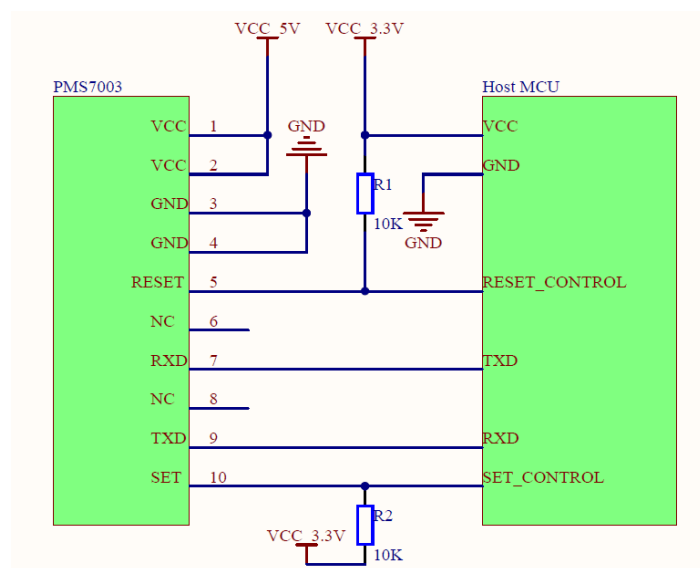 VCC_5V VCC_3.3V
PMS7003 Host MCU
VCC 1 GND VCC
VCC 2 GND
GND 3 R1
GND 4 10K GND
RESET 5 RESET_CONTROL
NC 6
RXD 7 TXD
NC 8
TXD 9 RXD
SET 10 SET_CONTROL
R2
VCC_3.3V
10K